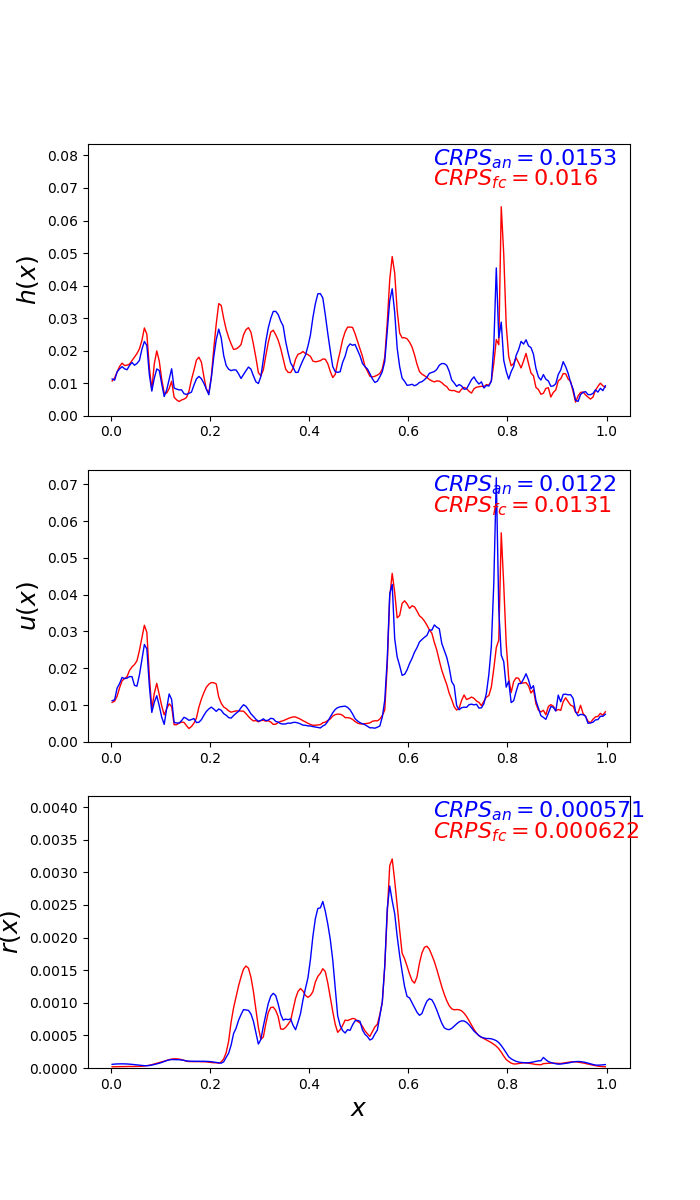 CRPS_an = 0.0153
CRPS_fc = 0.016
h(x)
0.08
0.07
0.06
0.05
0.04
0.03
0.02
0.01
0.00
0.0 0.2 0.4 0.6 0.8 1.0
CRPS_an = 0.0122
CRPS_fc = 0.0131
u(x)
0.07
0.06
0.05
0.04
0.03
0.02
0.01
0.00
0.0 0.2 0.4 0.6 0.8 1.0
CRPS_an = 0.000571
CRPS_fc = 0.000622
r(x)
0.0040
0.0035
0.0030
0.0025
0.0020
0.0015
0.0010
0.0005
0.0000
0.0 0.2 0.4 0.6 0.8 1.0
x